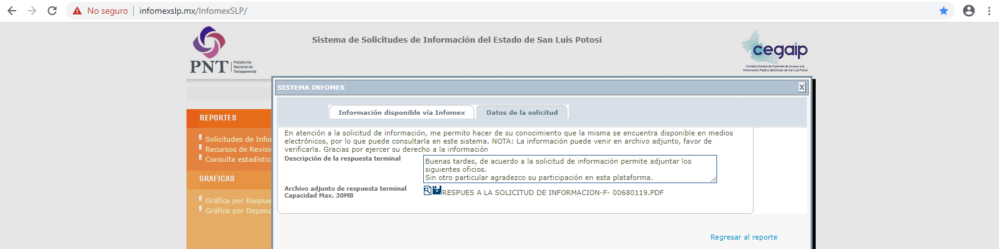 No seguro | infomexslp.mx/InfomexSLP/
PNT
Plataforma
Nacional de
Transparencia
Sistema de Solicitudes de Información del Estado de San Luis Potosí
cegaip
Comisión Estatal de Garantía de Acceso a la
Información Pública del Estado de San Luis Potosí
SISTEMA INFOMEX
X
Información disponible vía Infomex
Datos de la solicitud
REPORTES
Solicitudes de Infor
Recursos de Revisi
Consulta estadística
GRAFICAS
Gráfica por Respue
Gráfica por Depend
En atención a la solicitud de información, me permito hacer de su conocimiento que la misma se encuentra disponible en medios
electrónicos, por lo que puede consultarla en este sistema. NOTA: La información puede venir en archivo adjunto, favor de
verificarla. Gracias por ejercer su derecho a la información
Descripción de la respuesta terminal
Buenas tardes, de acuerdo a la solicitud de información permite adjuntar los
siguientes oficios.
Sin otro particular agradezco su participación en esta plataforma.
Archivo adjunto de respuesta terminal
Capacidad Max. 30MB
RESPUES A LA SOLICITUD DE INFORMACION-F- 00680119.PDF
Regresar al reporte